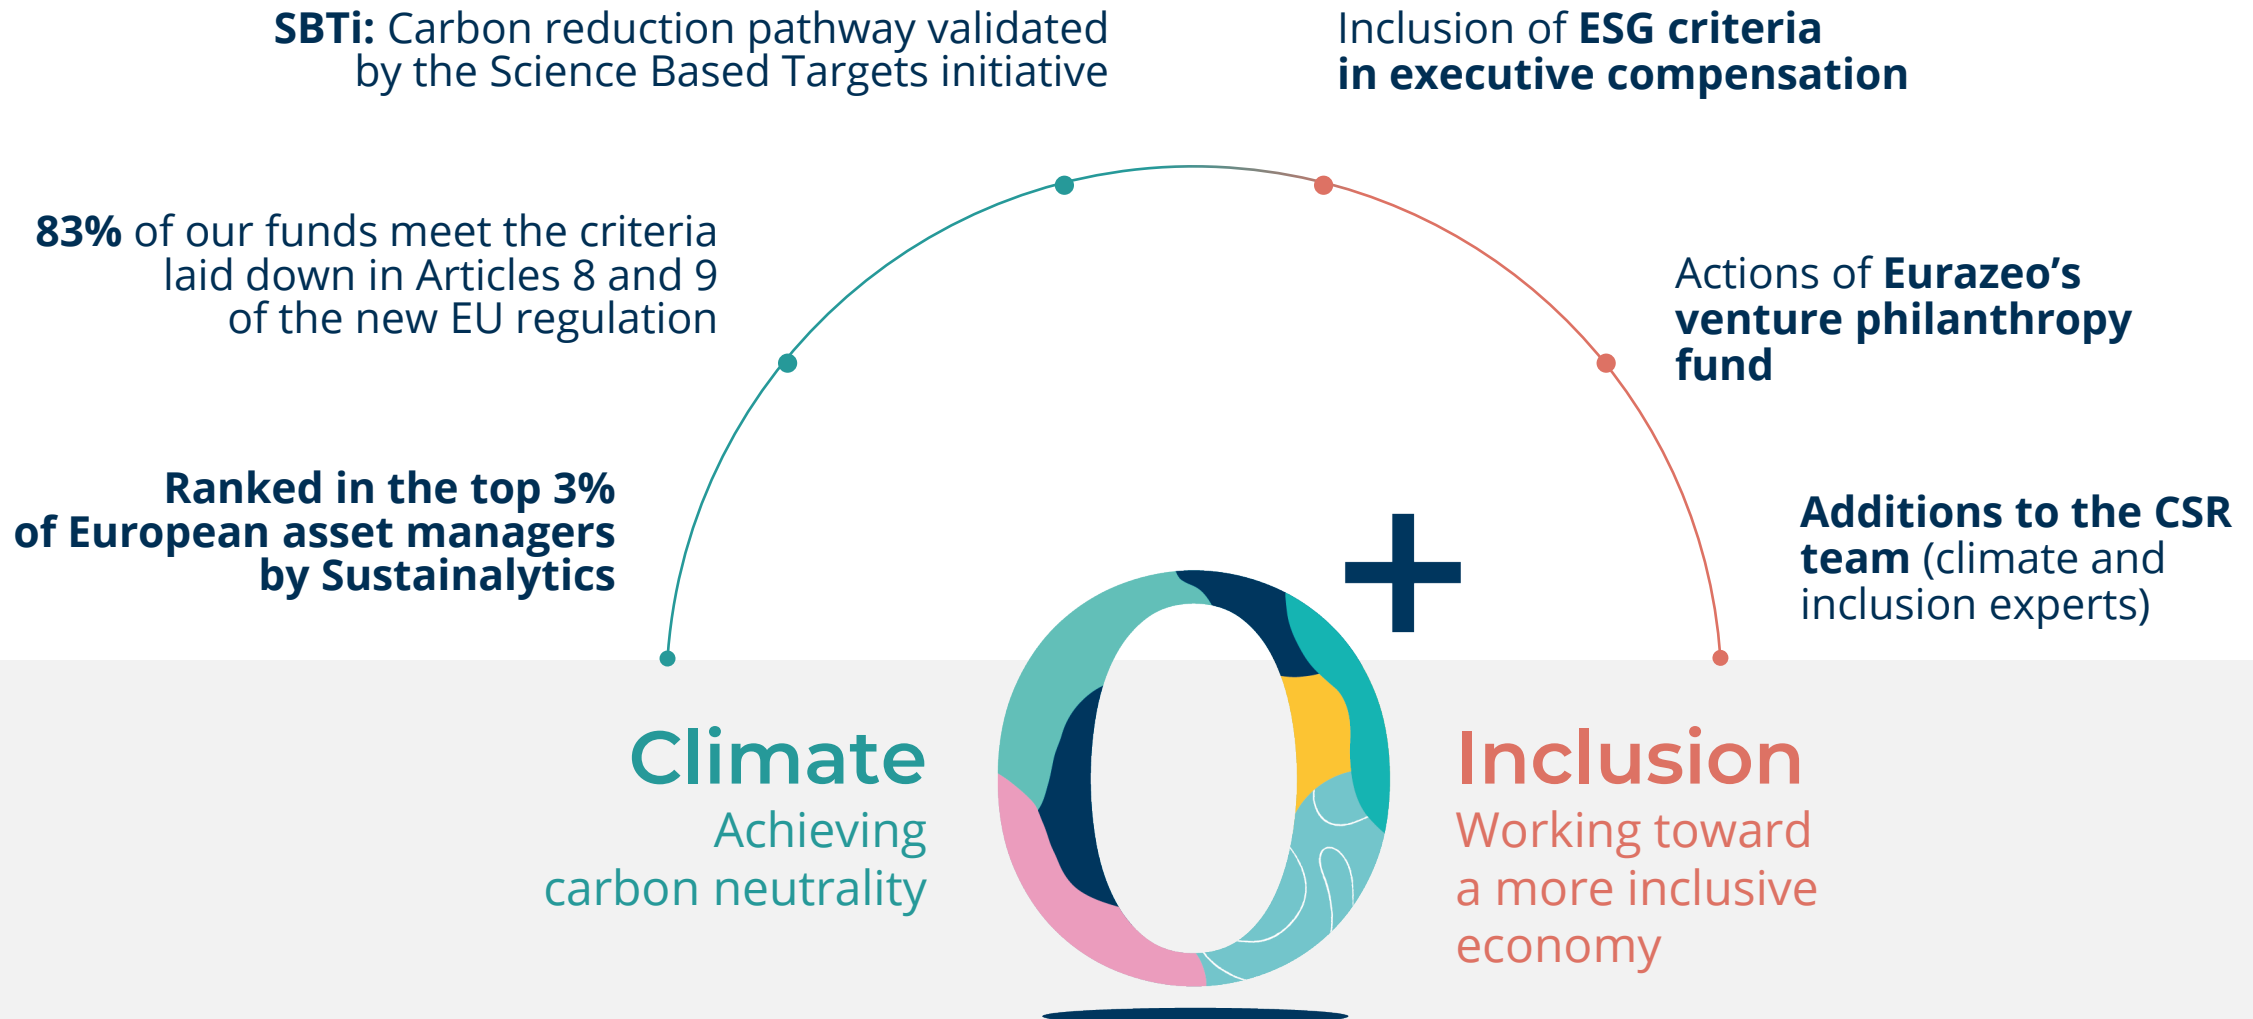 SBTi: Carbon reduction pathway validated
by the Science Based Targets initiative
Inclusion of ESG criteria
in executive compensation
83% of our funds meet the criteria
laid down in Articles 8 and 9
of the new EU regulation
Actions of Eurazeo’s
venture philanthropy
fund
Ranked in the top 3%
of European asset managers
by Sustainalytics
Additions to the CSR
team (climate and
inclusion experts)
O+
Climate
Achieving
carbon neutrality
Inclusion
Working toward
a more inclusive
economy